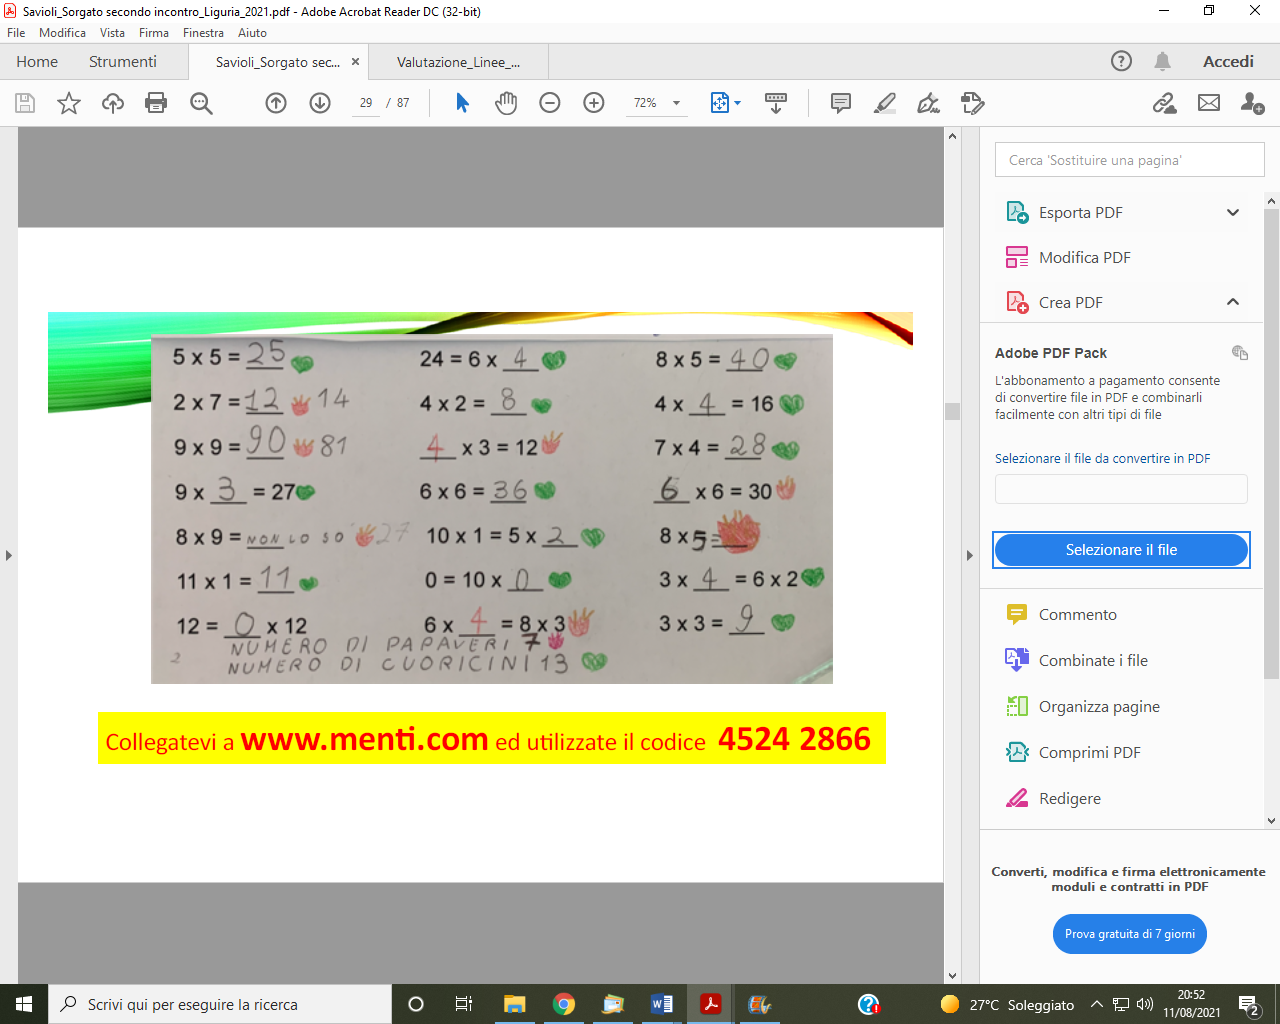 Savioli_Sorgato secondo incontro_Liguria_2021.pdf - Adobe Acrobat Reader DC (32-bit)
File Modifica Vista Firma Finestra Aiuto
Home Strumenti Savioli_Sorgato sec... × Valutazione_Linee_... Accedi
29 / 87 72%
Cerca 'Sostituire una pagina'
Esporta PDF
Modifica PDF
Crea PDF
Adobe PDF Pack
L'abbonamento a pagamento consente
di convertire file in PDF e combinarli
facilmente con altri tipi di file
Selezionare il file da convertire in PDF
Selezionare il file
Commento
Combinate i file
Organizza pagine
Comprimi PDF
Redigere
Converti, modifica e firma elettronicamente
moduli e contratti in PDF
Prova gratuita di 7 giorni
5 x 5 = 25 24 = 6 x 4 8 x 5 = 40
2 x 7 = 12 14 4 x 2 = 8 4 x 4 = 16
9 x 9 = 90 81 4 x 3 = 12 7 x 4 = 28
9 x 3 = 27 6 x 6 = 36 6 x 6 = 30
8 x 9 = NON LO SO 27 10 x 1 = 5 x 2 8 x 5 =
11 x 1 = 11 0 = 10 x 0 3 x 4 = 6 x 2
12 = 0 x 12 6 x 4 = 8 x 3 3 x 3 = 9
NUMERO DI PAPAVERI 7
2 NUMERO DI CUORICINI 13
Collegatevi a www.menti.com ed utilizzate il codice 4524 2866
Scrivi qui per eseguire la ricerca
27°C Soleggiato
20:52
11/08/2021
2